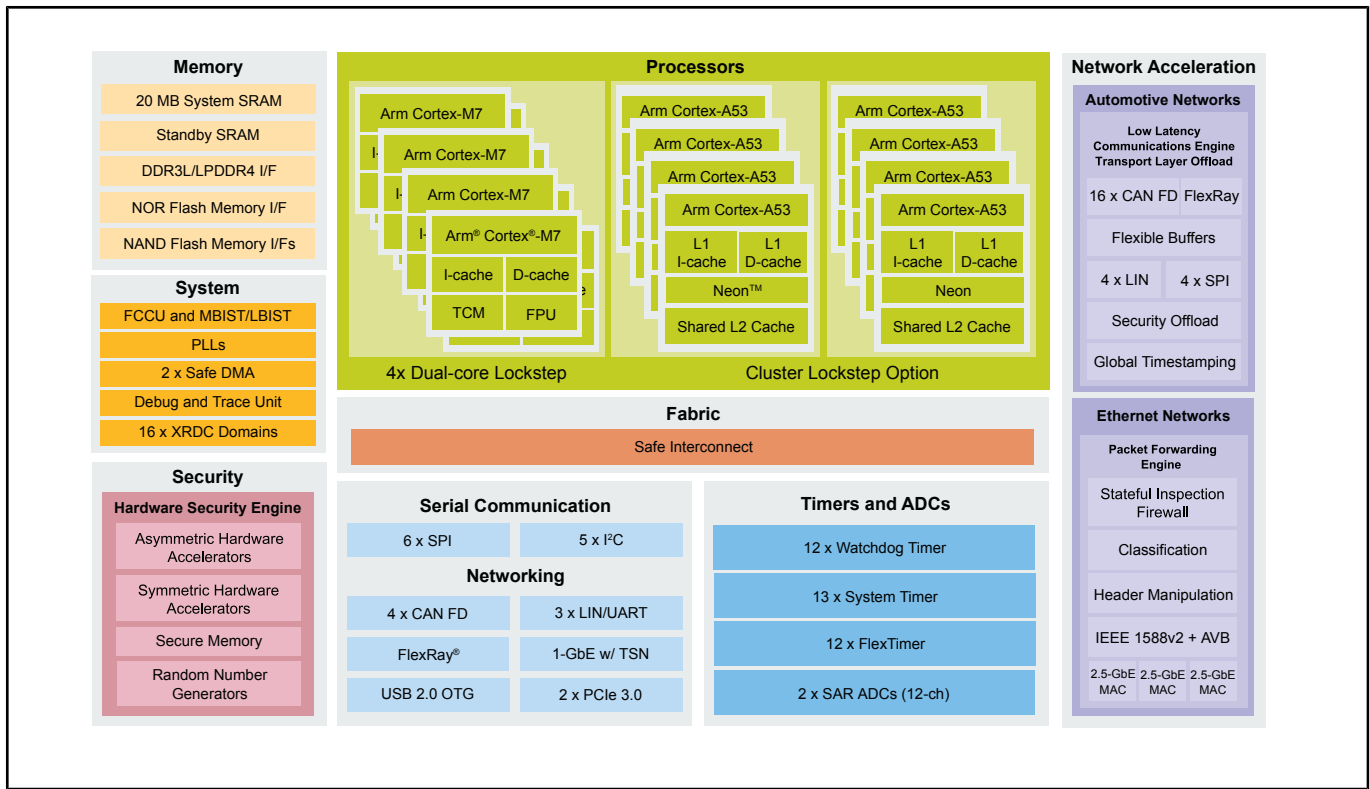 Memory
20 MB System SRAM
Standby SRAM
DDR3L/LPDDR4 I/F
NOR Flash Memory I/F
NAND Flash Memory I/Fs
System
FCCU and MBIST/LBIST
PLLs
2 x Safe DMA
Debug and Trace Unit
16 x XRDC Domains
Security
Hardware Security Engine
Asymmetric Hardware
Accelerators
Symmetric Hardware
Accelerators
Secure Memory
Random Number
Generators
Processors
Arm Cortex-M7
I-
Arm Cortex-M7
I-
Arm Cortex-M7
I-
Arm® Cortex®-M7
I-cache
D-cache
e
TCM
FPU
4x Dual-core Lockstep
Arm Cortex-A53
Arm Cortex-A53
Arm Cortex-A53
Arm Cortex-A53
L1
I-cache
L1
D-cache
Neon™
Shared L2 Cache
Arm Cortex-A53
Arm Cortex-A53
Arm Cortex-A53
Arm Cortex-A53
L1
I-cache
L1
D-cache
Neon
Shared L2 Cache
Cluster Lockstep Option
Fabric
Safe Interconnect
Serial Communication
6 x SPI
5 x I²C
Networking
4 x CAN FD
3 x LIN/UART
FlexRay®
1-GbE w/ TSN
USB 2.0 OTG
2 x PCIe 3.0
Timers and ADCs
12 x Watchdog Timer
13 x System Timer
12 x FlexTimer
2 x SAR ADCs (12-ch)
Network Acceleration
Automotive Networks
Low Latency
Communications Engine
Transport Layer Offload
16 x CAN FD
FlexRay
Flexible Buffers
4 x LIN
4 x SPI
Security Offload
Global Timestamping
Ethernet Networks
Packet Forwarding
Engine
Stateful Inspection
Firewall
Classification
Header Manipulation
IEEE 1588v2 + AVB
2.5-GbE
MAC
2.5-GbE
MAC
2.5-GbE
MAC